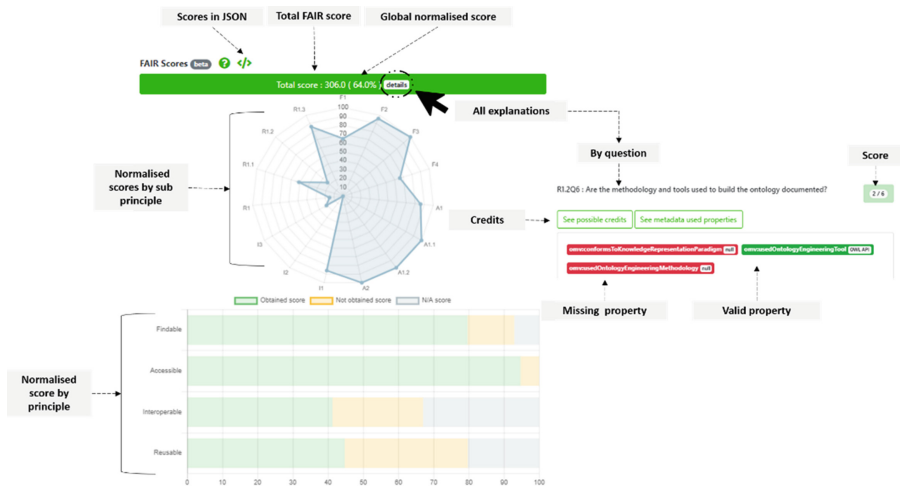 Scores in JSON
Total FAIR score
Global normalised score
FAIR Scores beta ? </>
Total score : 306.0 ( 64.0% ) details
All explanations
By question
Score
R1.2Q6 : Are the methodology and tools used to build the ontology documented?
2 / 6
Credits
See possible credits
See metadata used properties
omv:conformsToKnowledgeRepresentationParadigm null
omv:usedOntologyEngineeringTool OWL API
omv:usedOntologyEngineeringMethodology null
Missing property
Valid property
Normalised
scores by sub
principle
F1
F2
F3
F4
A1
A1.1
A1.2
A2
I1
I2
I3
R1
R1.1
R1.2
R1.3
100
90
80
70
60
50
40
30
20
10
Obtained score
Not obtained score
N/A score
Normalised
score by
principle
Findable
Accessible
Interoperable
Reusable
0 10 20 30 40 50 60 70 80 90 100